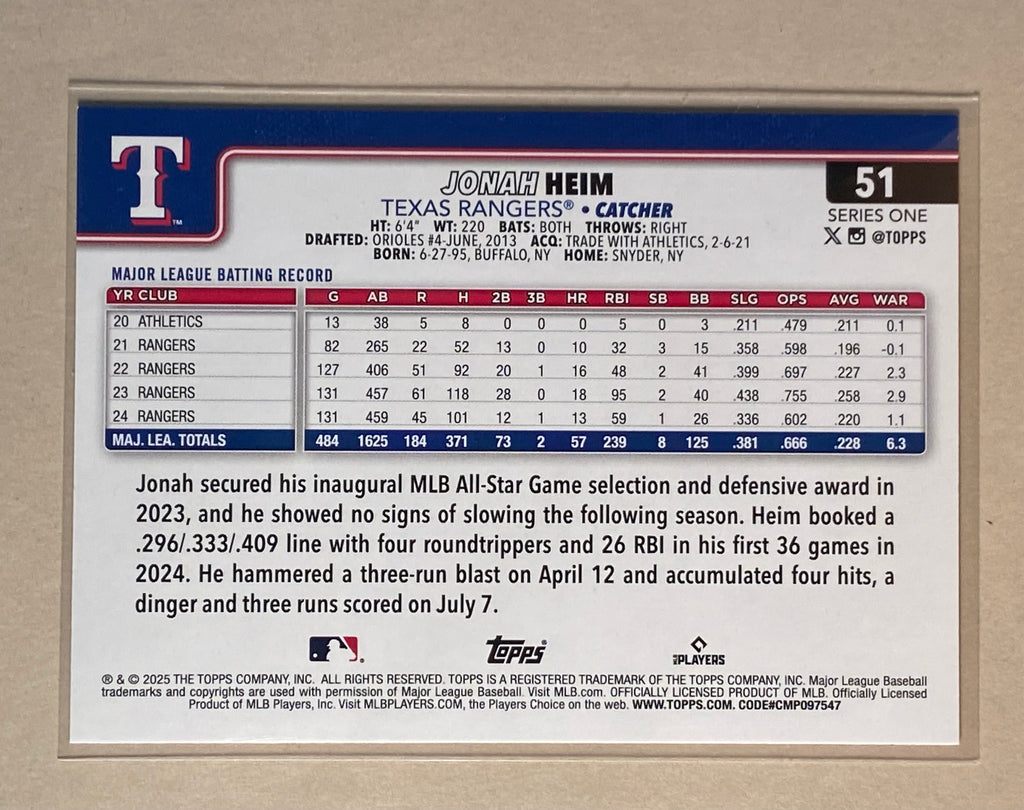 T
TM
JONAH HEIM
51
TEXAS RANGERS® • CATCHER
SERIES ONE
HT: 6'4" WT: 220 BATS: BOTH THROWS: RIGHT
@TOPPS
DRAFTED: ORIOLES #4-JUNE, 2013 ACQ: TRADE WITH ATHLETICS, 2-6-21
BORN: 6-27-95, BUFFALO, NY HOME: SNYDER, NY
MAJOR LEAGUE BATTING RECORD
YR CLUB G AB R H 2B 3B HR RBI SB BB SLG OPS AVG WAR
20 ATHLETICS 13 38 5 8 0 0 0 5 0 3 .211 .479 .211 0.1
21 RANGERS 82 265 22 52 13 0 10 32 3 15 .358 .598 .196 -0.1
22 RANGERS 127 406 51 92 20 1 16 48 2 41 .399 .697 .227 2.3
23 RANGERS 131 457 61 118 28 0 18 95 2 40 .438 .755 .258 2.9
24 RANGERS 131 459 45 101 12 1 13 59 1 26 .336 .602 .220 1.1
MAJ. LEA. TOTALS 484 1625 184 371 73 2 57 239 8 125 .381 .666 .228 6.3
Jonah secured his inaugural MLB All-Star Game selection and defensive award in
2023, and he showed no signs of slowing the following season. Heim booked a
.296/.333/.409 line with four roundtrippers and 26 RBI in his first 36 games in
2024. He hammered a three-run blast on April 12 and accumulated four hits, a
dinger and three runs scored on July 7.
Topps®
MLB PLAYERS
® & © 2025 THE TOPPS COMPANY, INC. ALL RIGHTS RESERVED. TOPPS IS A REGISTERED TRADEMARK OF THE TOPPS COMPANY, INC. Major League Baseball
trademarks and copyrights are used with permission of Major League Baseball. Visit MLB.com. OFFICIALLY LICENSED PRODUCT OF MLB. Officially Licensed
Product of MLB Players, Inc. Visit MLBPLAYERS.COM, the Players Choice on the web. WWW.TOPPS.COM. CODE#CMP097547